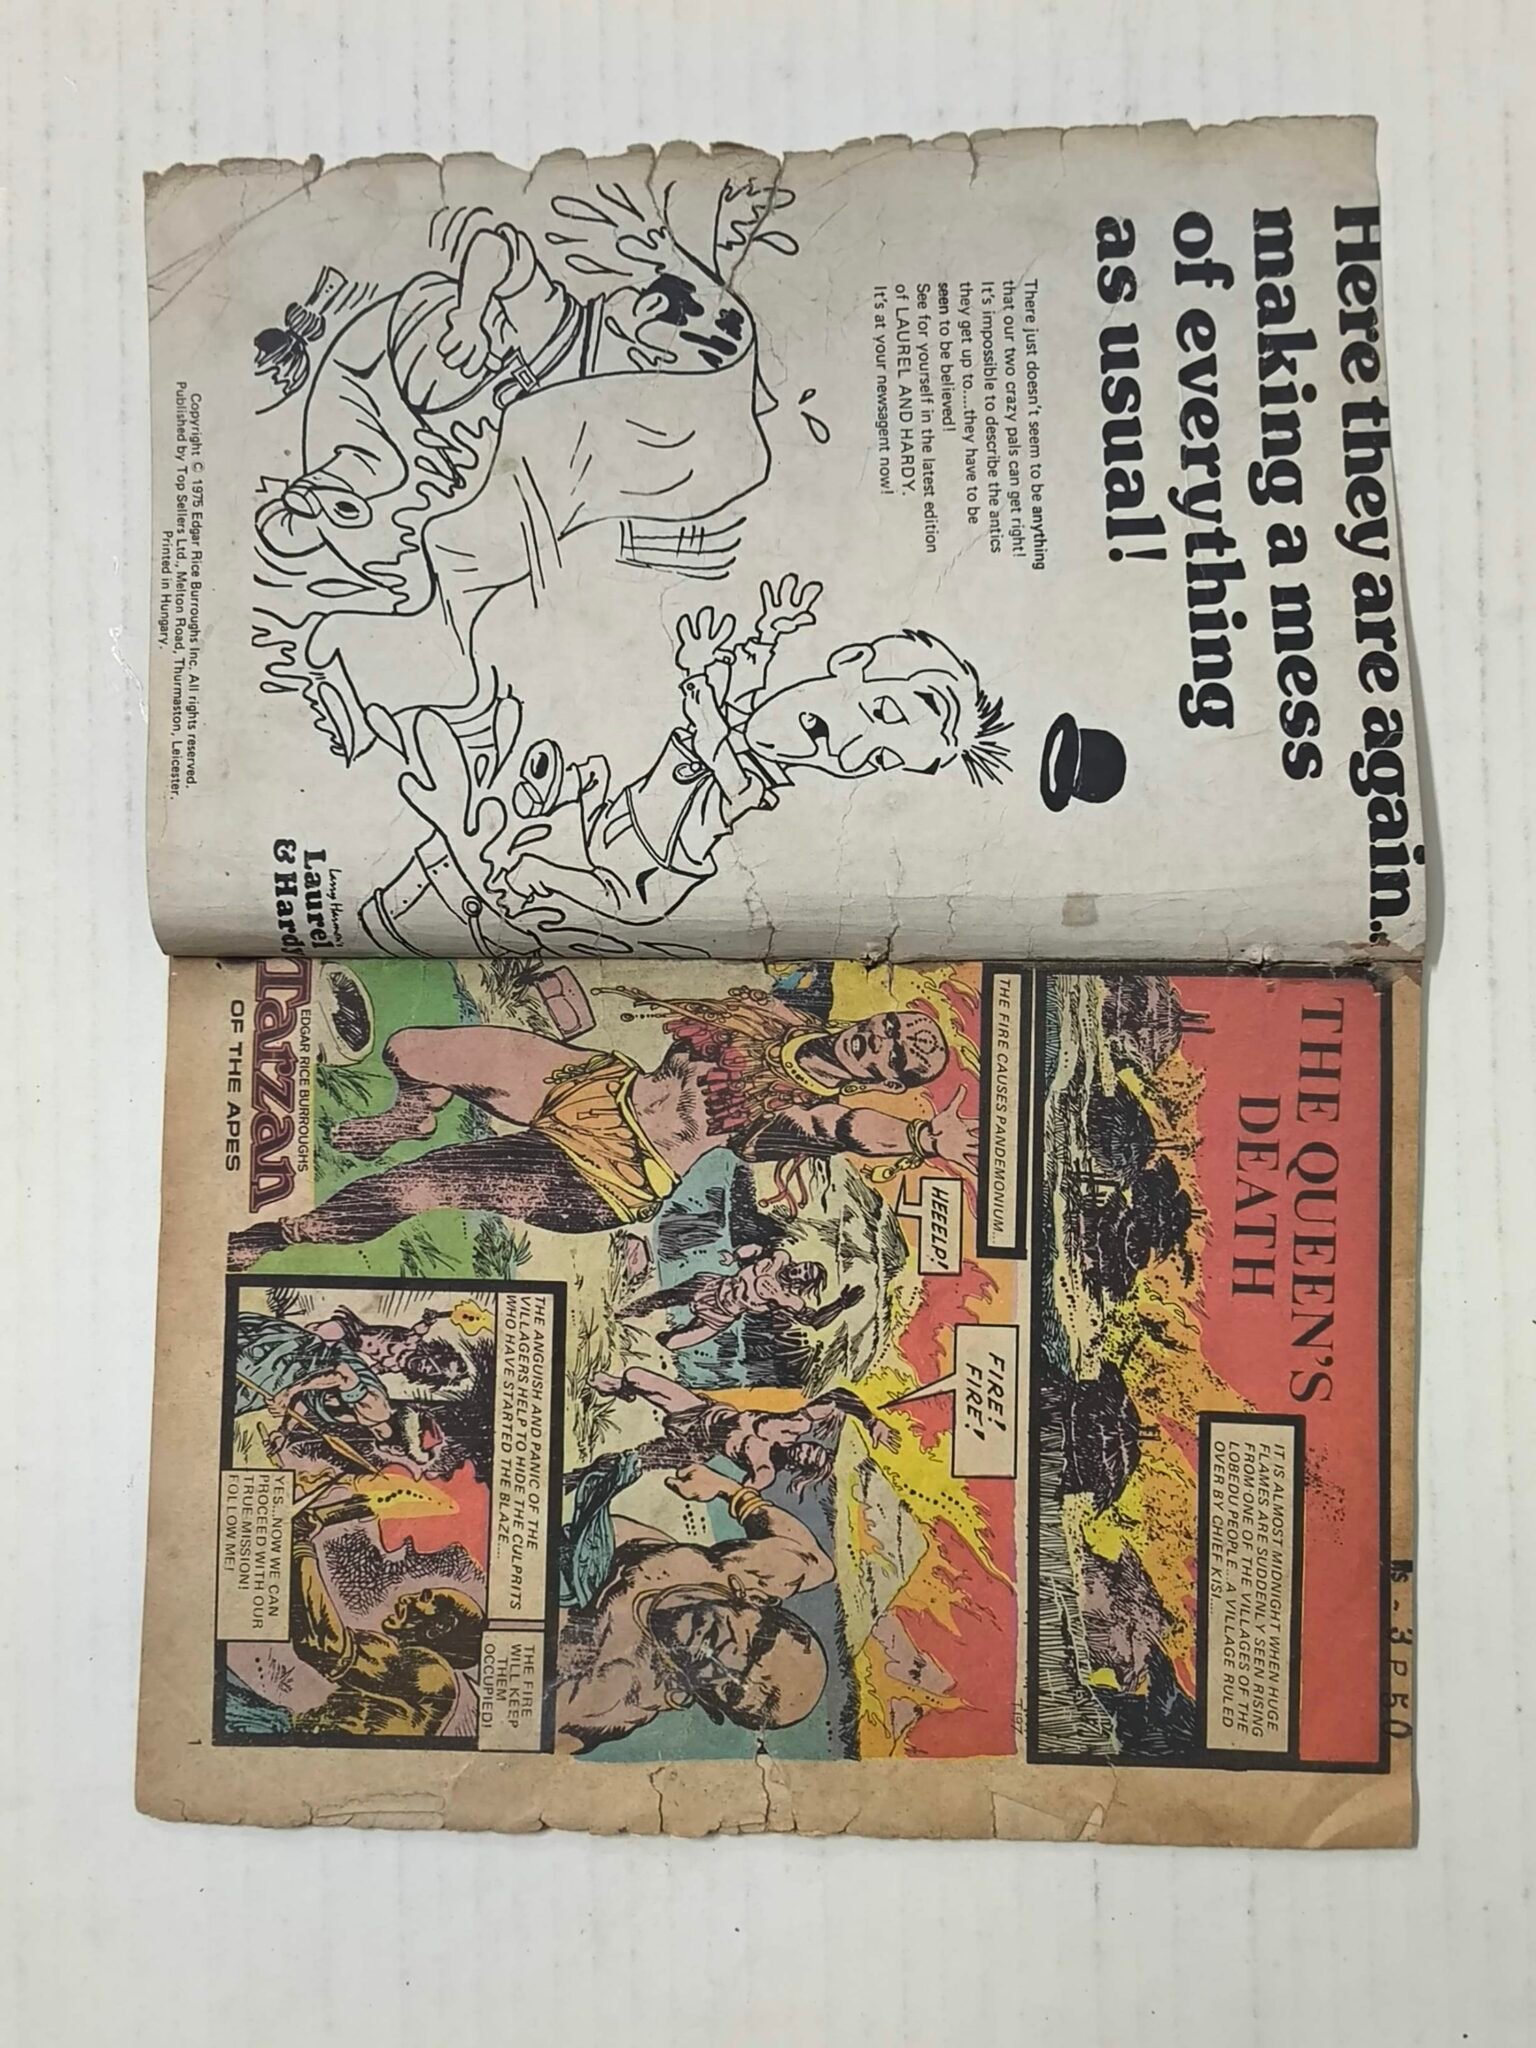 Here they are again..
making a mess
of everything
as usual!
There just doesn't seem to be anything
that our two crazy pals can get right!
It's impossible to describe the antics
they get up to.....they have to be
seen to be believed!
See for yourself in the latest edition
of LAUREL AND HARDY.
It's at your newsagent now!
Larry Harmon's
Laurel
& Hardy
Copyright © 1975 Edgar Rice Burroughs Inc. All rights reserved.
Published by Top Sellers Ltd., Melton Road, Thurmaston, Leicester.
Printed in Hungary.
THE QUEEN'S
DEATH
IT IS ALMOST MIDNIGHT WHEN HUGE
FLAMES ARE SUDDENLY SEEN RISING
FROM ONE OF THE VILLAGES OF THE
LOBEDU PEOPLE... A VILLAGE RULED
OVER BY CHIEF KISI....
THE FIRE CAUSES PANDEMONIUM...
HEEELP!
FIRE!
FIRE!
T197
THE ANGUISH AND PANIC OF THE
VILLAGERS HELP TO HIDE THE CULPRITS
WHO HAVE STARTED THE BLAZE...
THE FIRE
WILL KEEP
THEM
OCCUPIED!
YES...NOW WE CAN
PROCEED WITH OUR
TRUE MISSION!
FOLLOW ME!
EDGAR RICE BURROUGHS
Tarzan
OF THE APES
1